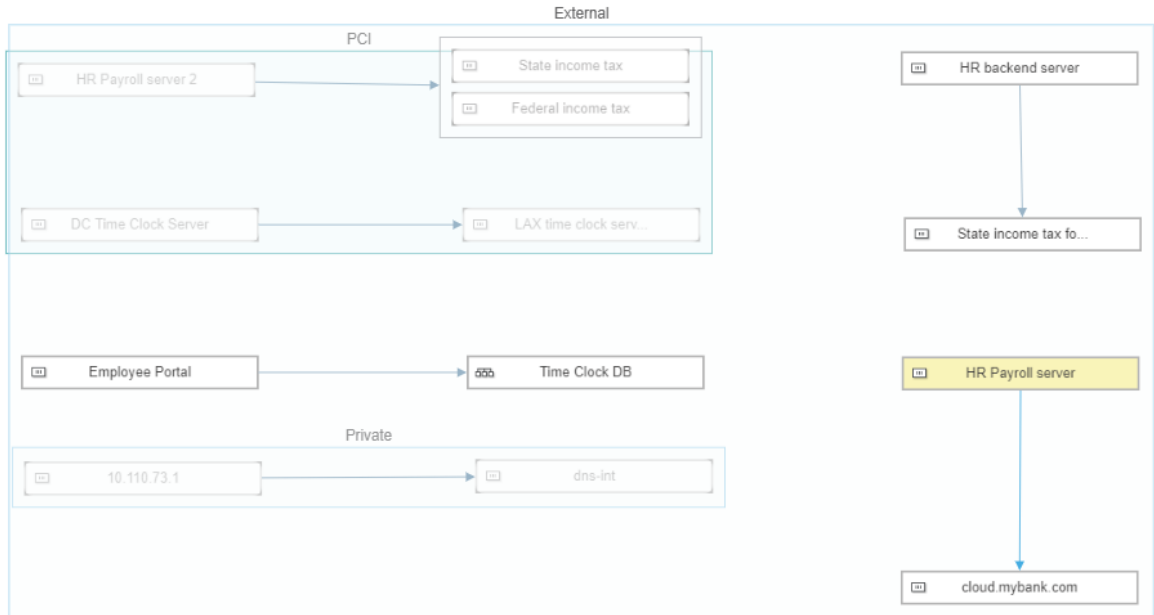 External
PCI
HR Payroll server 2
State income tax
Federal income tax
HR backend server
DC Time Clock Server
LAX time clock serv...
State income tax fo...
Employee Portal
Time Clock DB
HR Payroll server
Private
10.110.73.1
dns-int
cloud.mybank.com